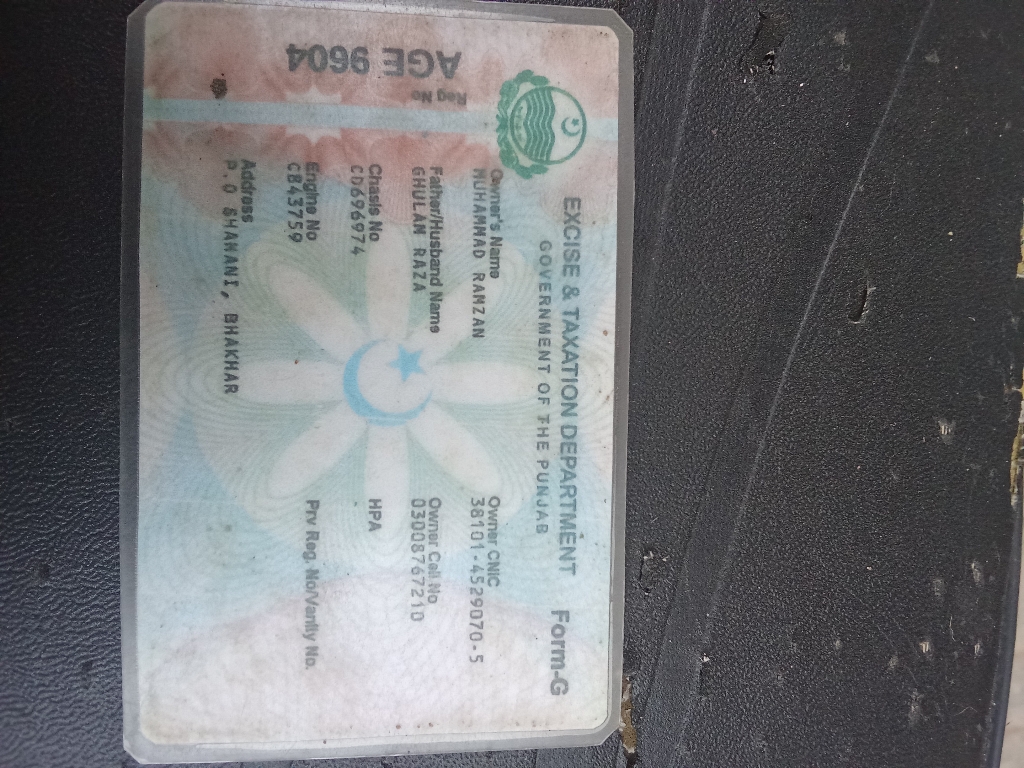 EXCISE & TAXATION DEPARTMENT Form-G
GOVERNMENT OF THE PUNJAB
Reg No
AGE 9604
Owner's Name
MUHAMMAD RAMZAN
Owner CNIC
38101-4529070-5
Father/Husband Name
GHULAM RAZA
Owner Cell No
03008767210
Chasis No
CD696974
HPA
Engine No
C843759
Prv Reg. No/Vanity No.
Address
P.O SHAMANI, BHAKHAR